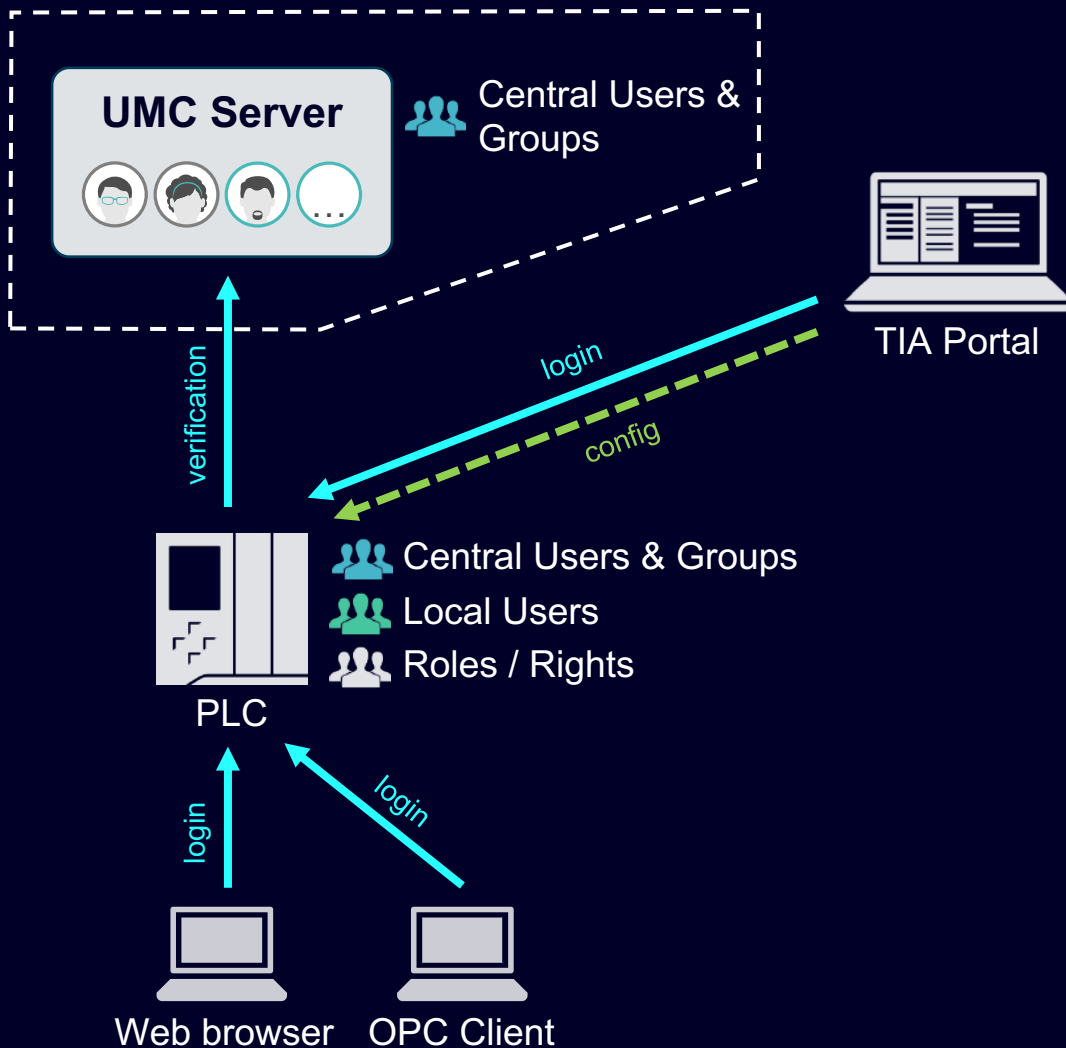 UMC Server
...
Central Users &
Groups
TIA Portal
login
config
verification
Central Users & Groups
Local Users
Roles / Rights
PLC
login
login
Web browser
OPC Client